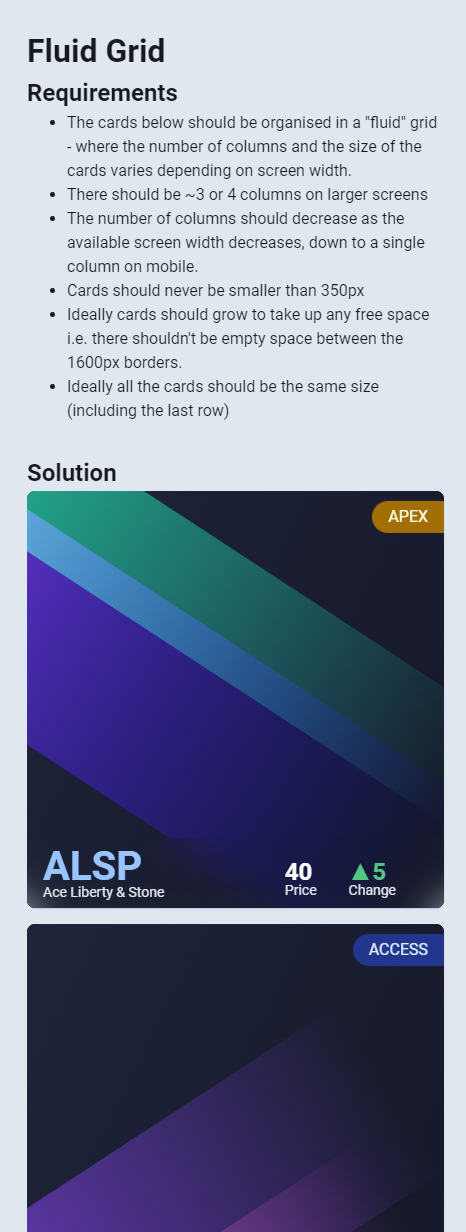 Fluid Grid
Requirements
• The cards below should be organised in a "fluid" grid
- where the number of columns and the size of the
cards varies depending on screen width.
• There should be ~3 or 4 columns on larger screens
• The number of columns should decrease as the
available screen width decreases, down to a single
column on mobile.
• Cards should never be smaller than 350px
• Ideally cards should grow to take up any free space
i.e. there shouldn't be empty space between the
1600px borders.
• Ideally all the cards should be the same size
(including the last row)
Solution
APEX
ALSP
Ace Liberty & Stone
40
Price
▲5
Change
ACCESS